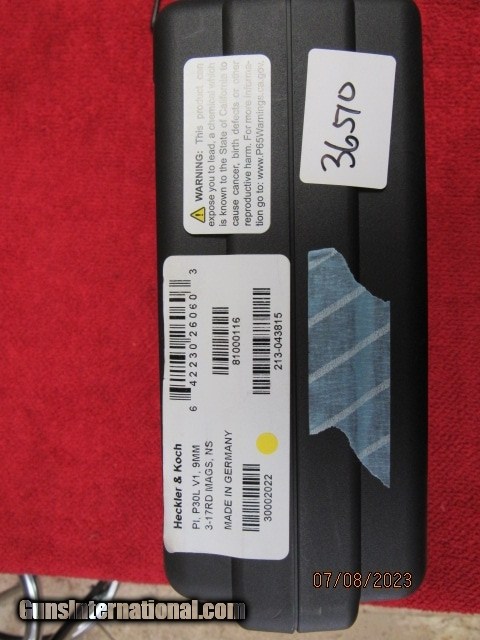 36510
WARNING: This product can
expose you to lead, a chemical which
is known to the State of California to
cause cancer, birth defects or other
reproductive harm. For more informa-
tion go to: www.P65Warnings.ca.gov.
Heckler & Koch
PI, P30L V1, 9MM
3-17RD MAGS, NS
MADE IN GERMANY
30002022
6 42230 26060 3
81000116
213-043815
07/08/2023
GunsInternational.com